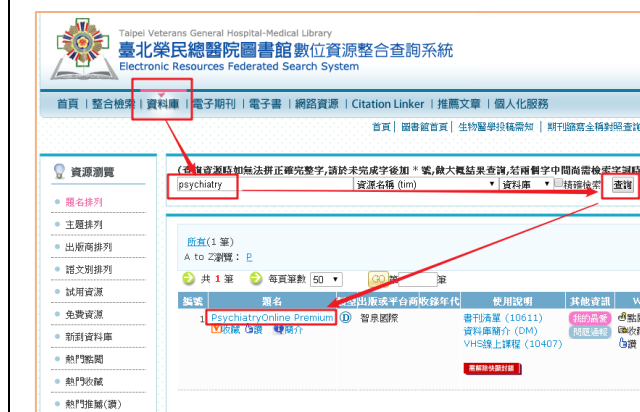 Taipei Veterans General Hospital-Medical Library
臺北榮民總醫院圖書館數位資源整合查詢系統
Electronic Resources Federated Search System
首頁 | 整合檢索 | 資料庫 | 電子期刊 | 電子書 | 網路資源 | Citation Linker | 推薦文章 | 個人化服務
首頁 | 圖書館首頁 | 生物醫學投稿需知 | 期刊縮寫全稱對照查詢
資源瀏覽
題名排列
主題排列
出版商排列
語文別排列
試用資源
免費資源
新到資料庫
熱門點閱
熱門收藏
熱門推薦(讚)
(查詢資源時如無法拼正確完整字,請於未完成字後加 * 號,做大概結果查詢,若兩個字中間尚需檢索字詞時
psychiatry 資源名稱 (tim) 資料庫 精確檢索 查詢
所有(1 筆)
A to Z瀏覽： P
共 1 筆 每頁筆數 50 GO 第 筆
編號 題名 類型 出版或平台商 收錄年代 使用說明 其他資訊
1 PsychiatryOnline Premium D 智泉國際 書刊清單 (10611) 我的最愛 點閱
收藏 讚 簡介 資料庫簡介 (DM) 問題通報 收藏
VHS線上課程 (10407) 讚